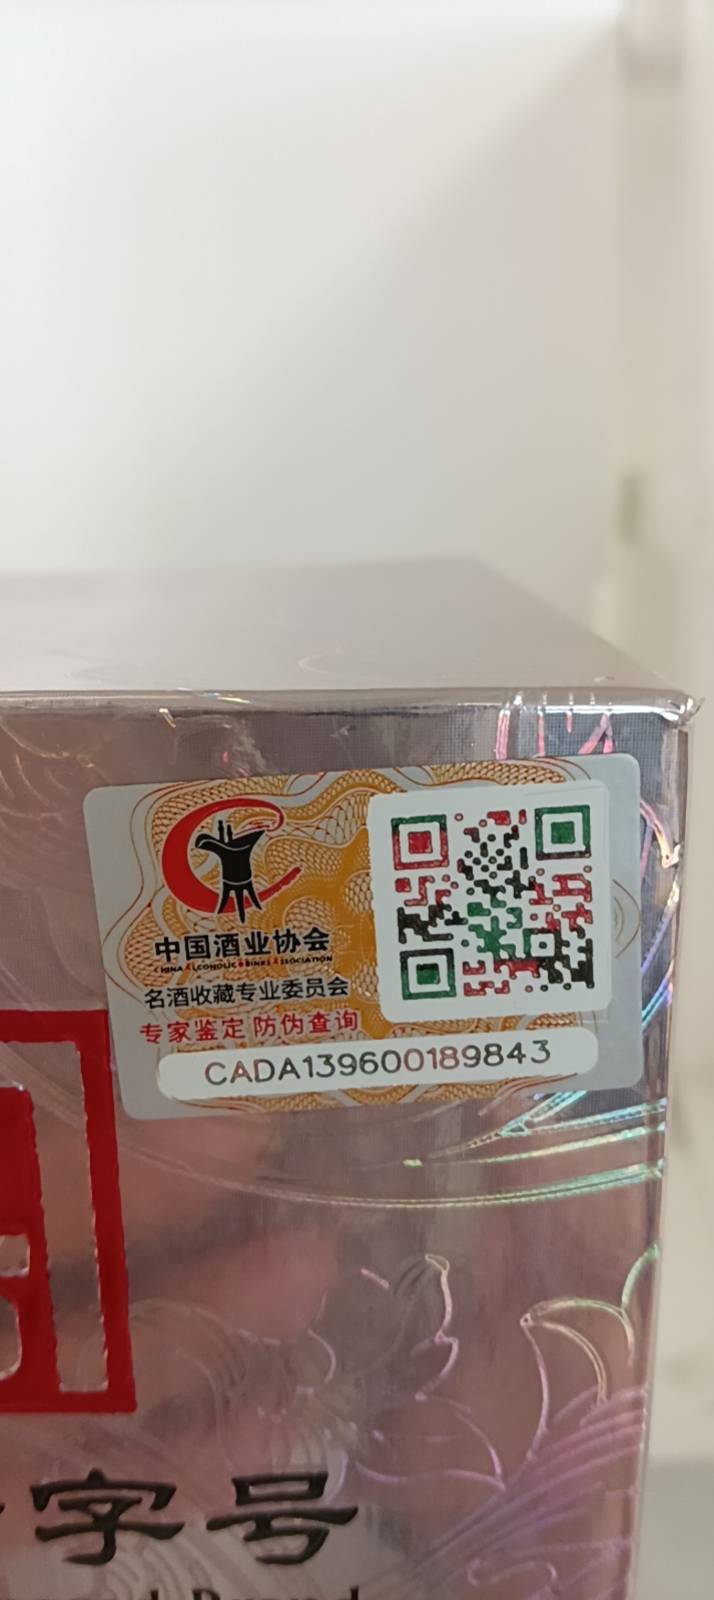 中国酒业协会
CHINA ALCOHOLIC DRINKS ASSOCIATION
名酒收藏专业委员会
专家鉴定 防伪查询
CADA139600189843
字号
Brand